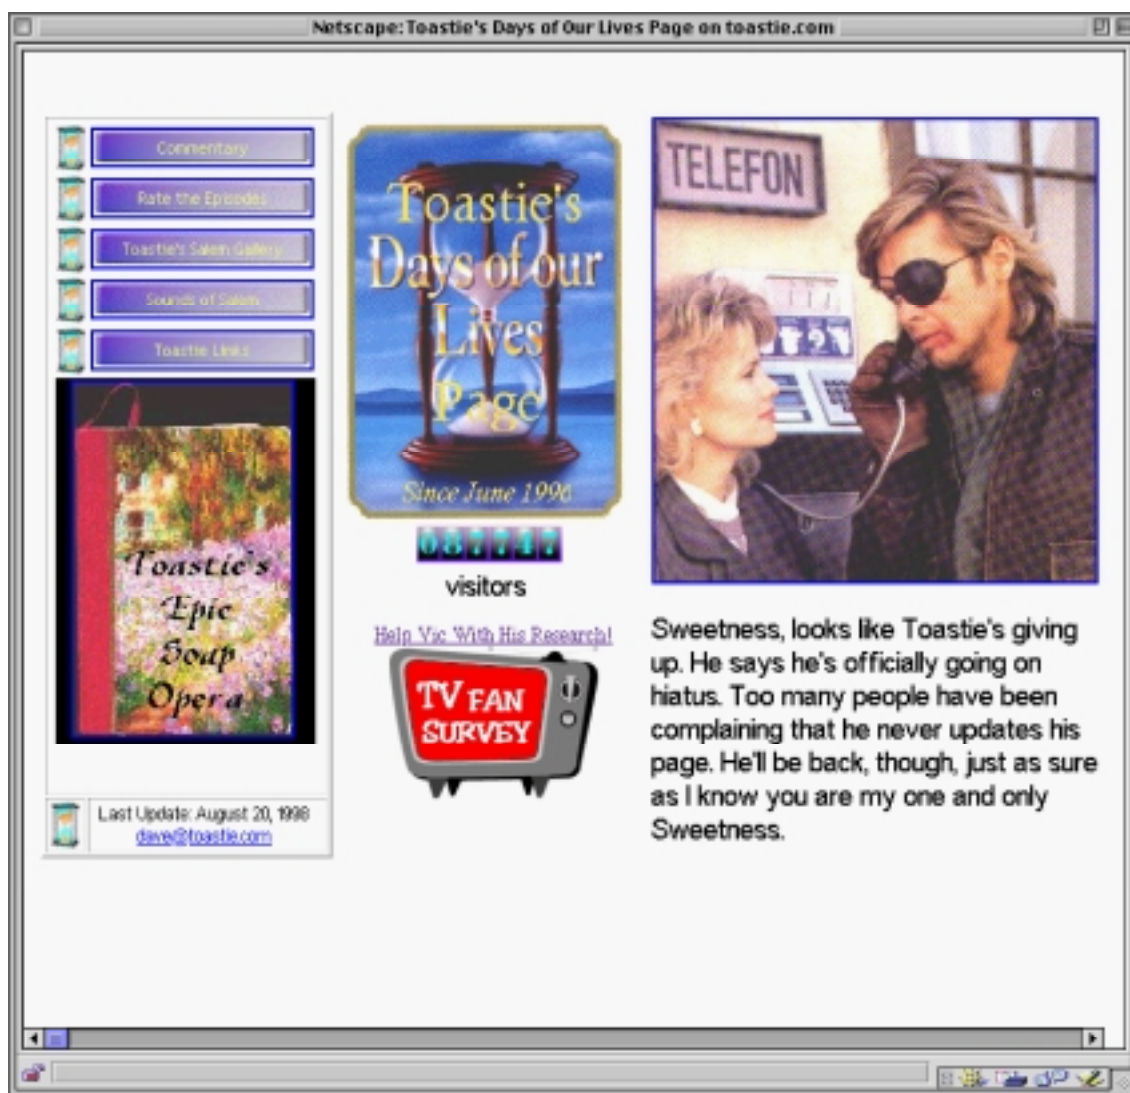 Netscape: Toastie's Days of Our Lives Page on toastie.com
Commentary
Rate the Episodes
Toastie's Salem Gallery
Sounds of Salem
Toastie Links
Toastie's
Epic
Soap
Opera
Last Update: August 20, 1998
dave@toastie.com
Toastie's
Days of our
Lives
Page
Since June 1996
087747
visitors
Help Vic With His Research!
TV FAN
SURVEY
TELEFON
Sweetness, looks like Toastie's giving
up. He says he's officially going on
hiatus. Too many people have been
complaining that he never updates his
page. He'll be back, though, just as sure
as I know you are my one and only
Sweetness.